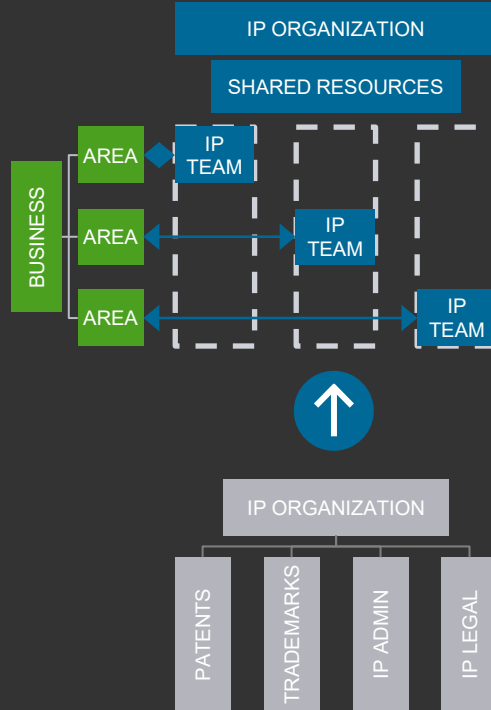 IP ORGANIZATION
SHARED RESOURCES
BUSINESS
AREA
IP
TEAM
AREA
IP
TEAM
AREA
IP
TEAM
IP ORGANIZATION
PATENTS
TRADEMARKS
IP ADMIN
IP LEGAL